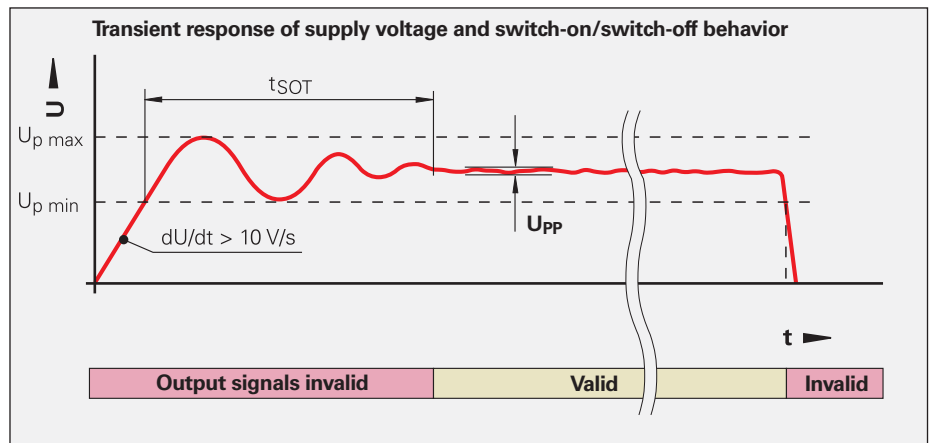 Transient response of supply voltage and switch-on/switch-off behavior
U
tSOT
Up max
Up min
UPP
dU/dt > 10 V/s
t
Output signals invalid
Valid
Invalid